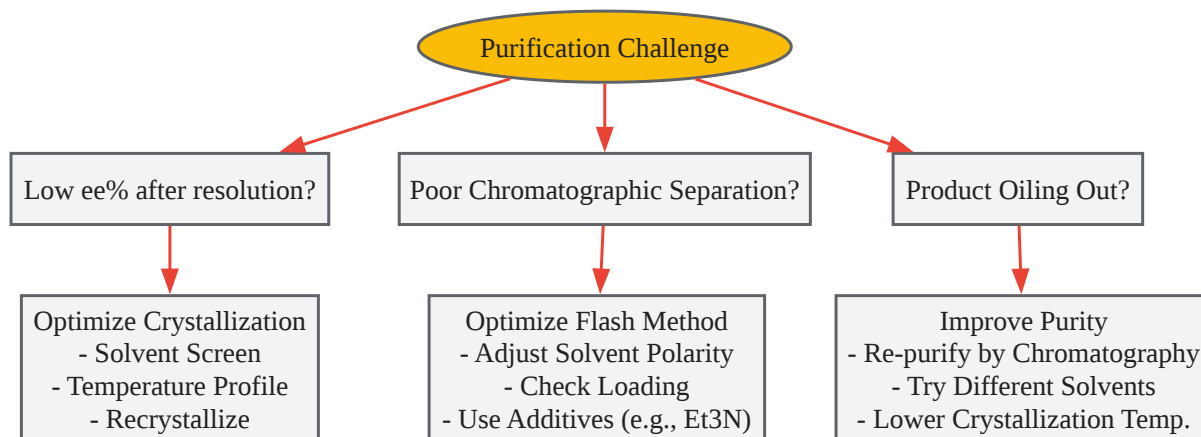 Purification Challenge
Low ee% after resolution?
Poor Chromatographic Separation?
Product Oiling Out?
Optimize Crystallization
- Solvent Screen
- Temperature Profile
- Recrystallize
Optimize Flash Method
- Adjust Solvent Polarity
- Check Loading
- Use Additives (e.g., Et3N)
Improve Purity
- Re-purify by Chromatography
- Try Different Solvents
- Lower Crystallization Temp.